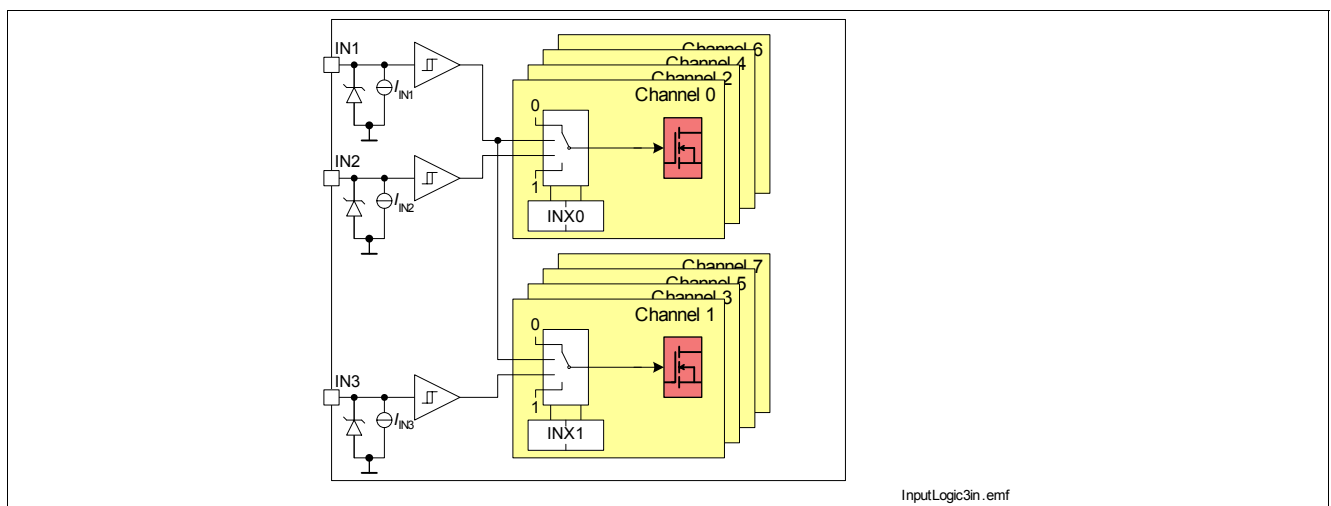 IN1
I IN1
IN2
I IN2
IN3
I IN3
Channel 6
Channel 4
Channel 2
Channel 0
0
1
INX0
Channel 7
Channel 5
Channel 3
Channel 1
0
1
INX1
InputLogic3in.emf